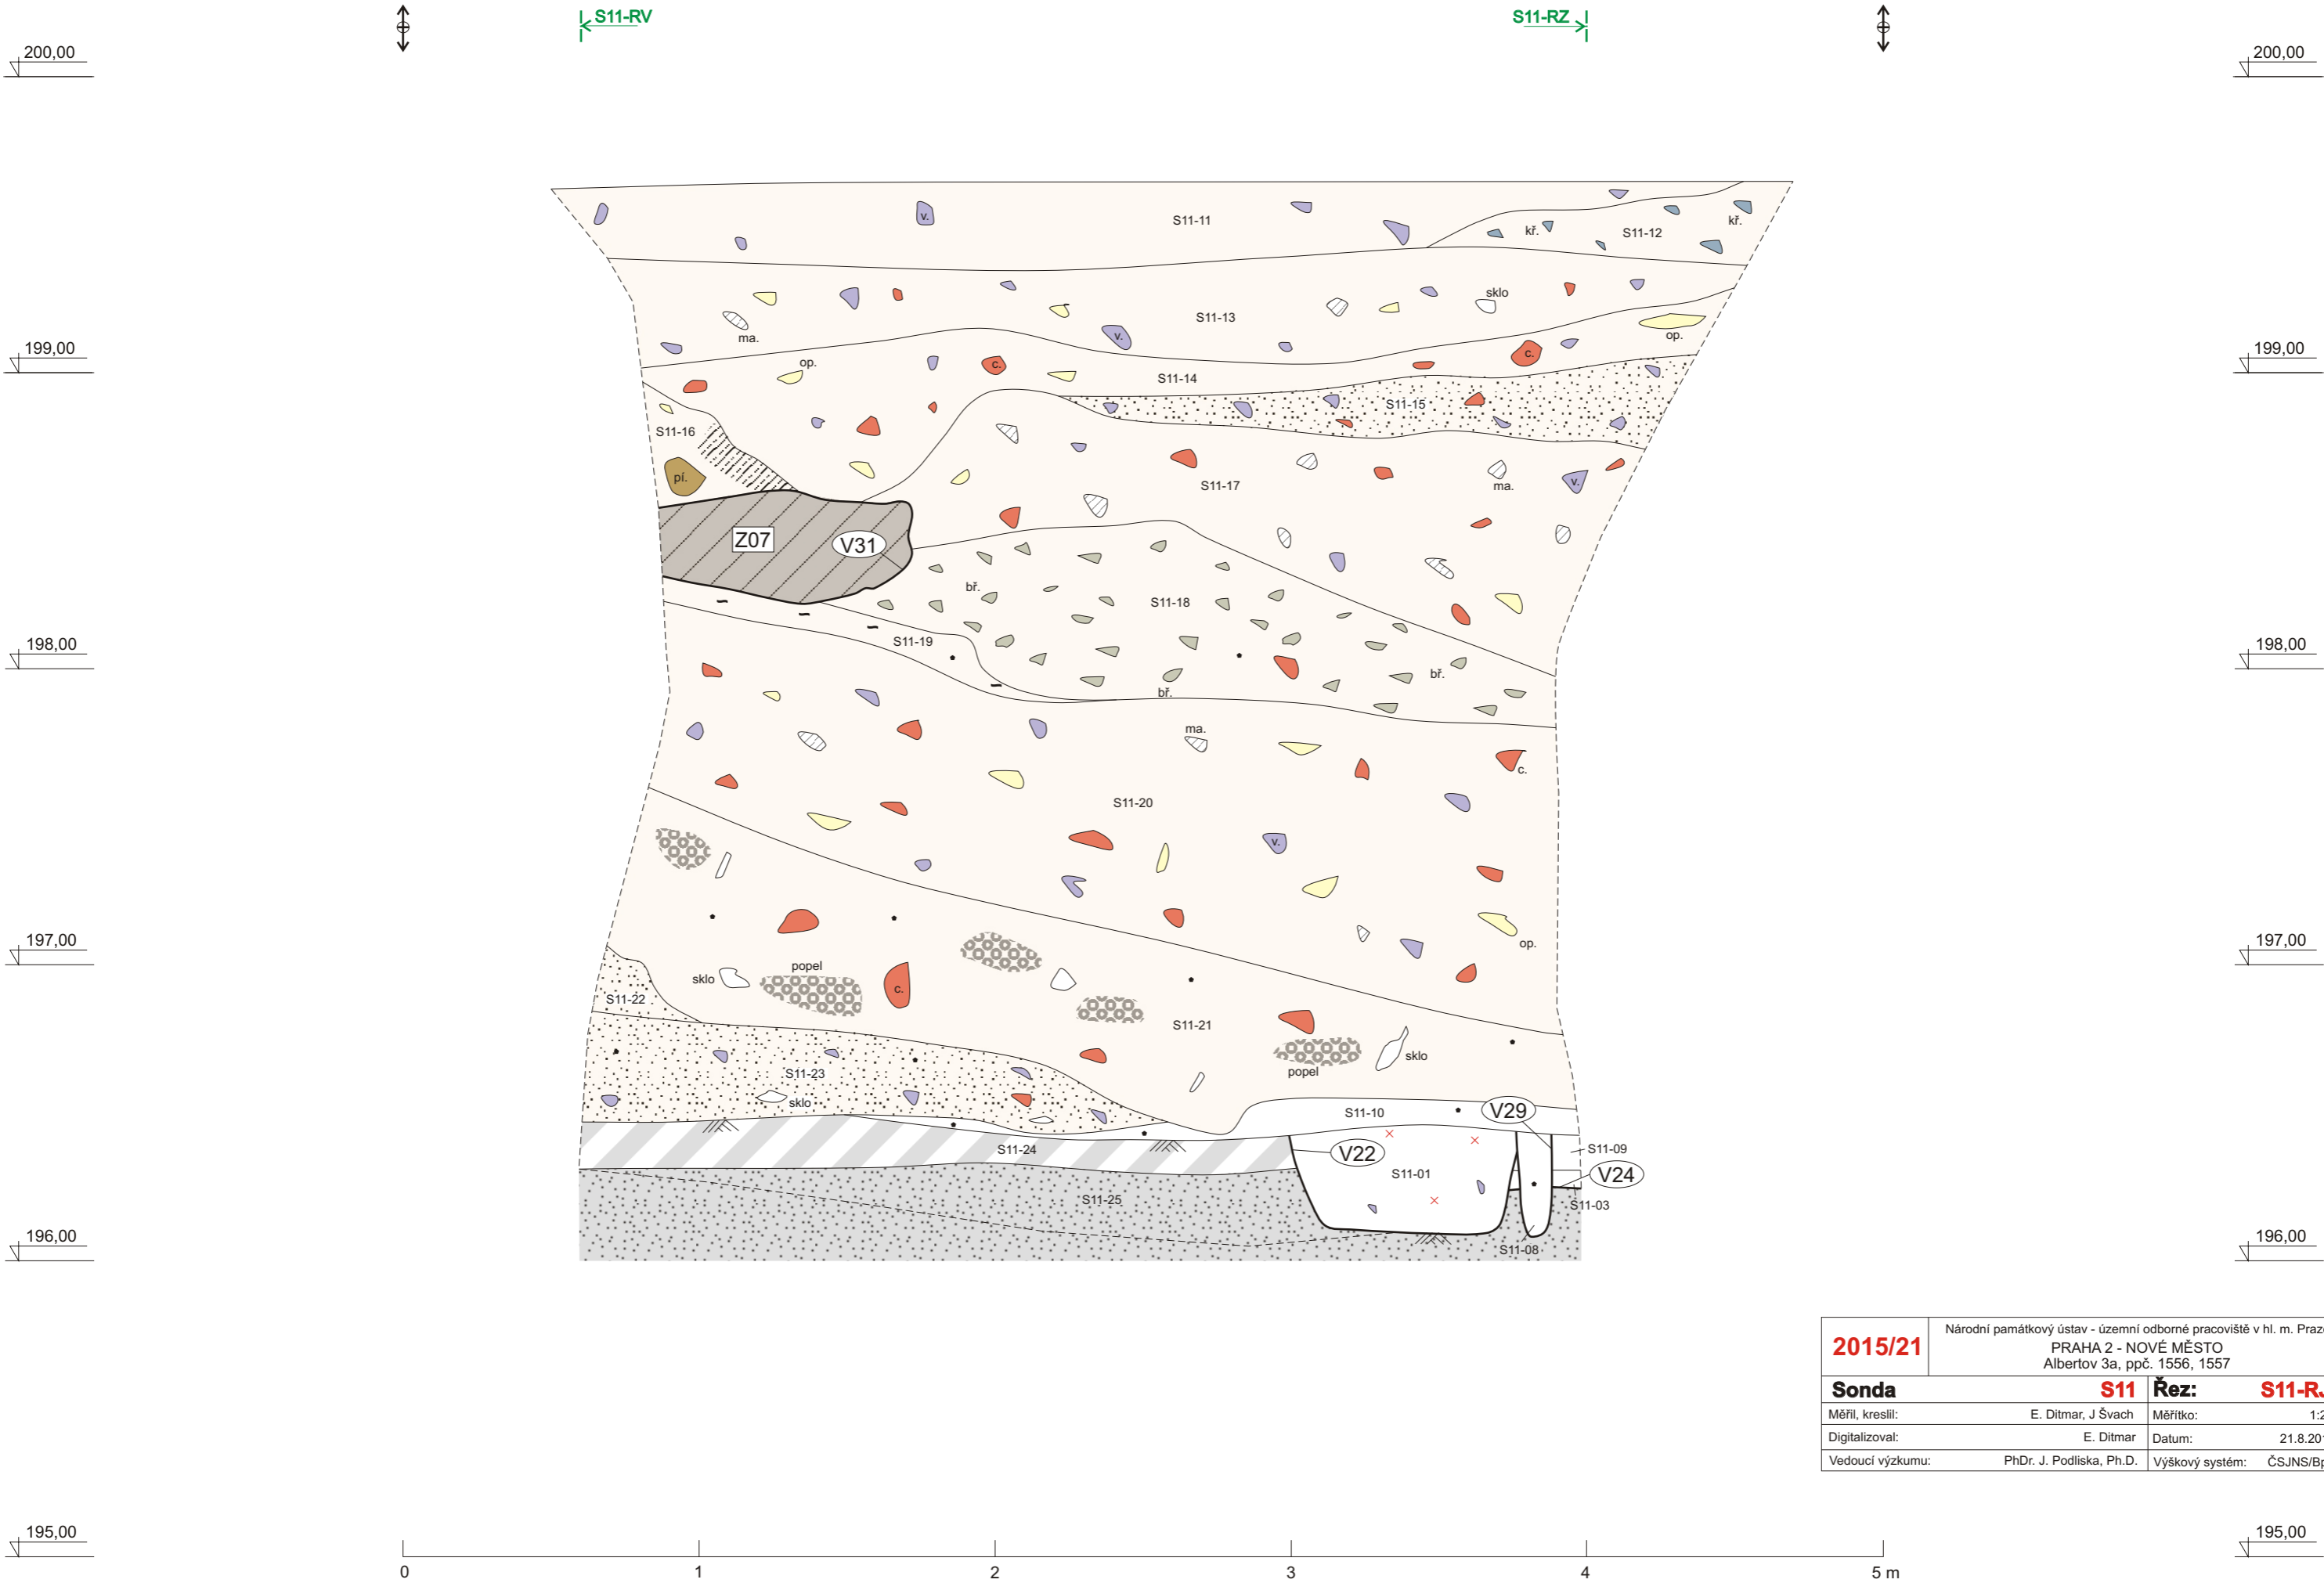 S11-RV
S11-RZ
200,00
200,00
S11-11
v.
kř.
S11-12
kř.
sklo
S11-13
ma.
v.
op.
199,00
199,00
op.
c.
c.
S11-14
S11-15
S11-16
pí.
S11-17
ma.
v.
Z07
V31
bř.
S11-18
198,00
198,00
S11-19
bř.
bř.
ma.
c.
S11-20
v.
197,00
197,00
op.
sklo
popel
c.
S11-22
S11-21
sklo
popel
S11-23
sklo
S11-10
V29
S11-24
V22
S11-09
S11-01
V24
S11-25
S11-03
196,00
196,00
S11-08
2015/21
Národní památkový ústav - územní odborné pracoviště v hl. m.
PRAHA 2 - NOVÉ MĚSTO
Albertov 3a, ppč. 1556, 1557
Sonda S11 Řez:
Měřil, kreslil: E. Ditmar, J Švach Měřítko:
Digitalizoval: E. Ditmar Datum:
Vedoucí výzkumu: PhDr. J. Podliska, Ph.D. Výškový systém:
195,00
195,00
0 1 2 3 4 5 m